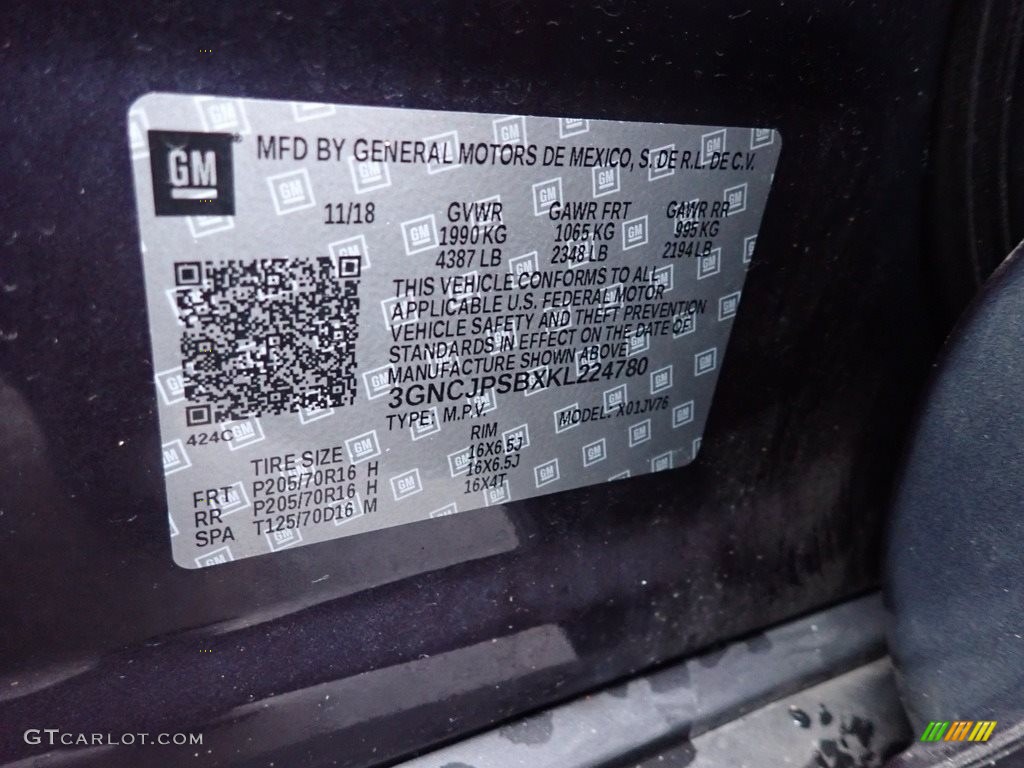 GM
MFD BY GENERAL MOTORS DE MEXICO, S. DE R.L. DE C.V.
11/18 GVWR GAWR FRT GAWR RR
1990 KG 1065 KG 995 KG
4387 LB 2348 LB 2194 LB
THIS VEHICLE CONFORMS TO ALL
APPLICABLE U.S. FEDERAL MOTOR
VEHICLE SAFETY AND THEFT PREVENTION
STANDARDS IN EFFECT ON THE DATE OF
MANUFACTURE SHOWN ABOVE
3GNCJPSBXKL224780
TYPE: M.P.V. MODEL: X01JV76
424C
TIRE SIZE RIM
FRT P205/70R16 H 16X6.5J
RR P205/70R16 H 16X6.5J
SPA T125/70D16 M 16X4T
GTCARLOT.COM